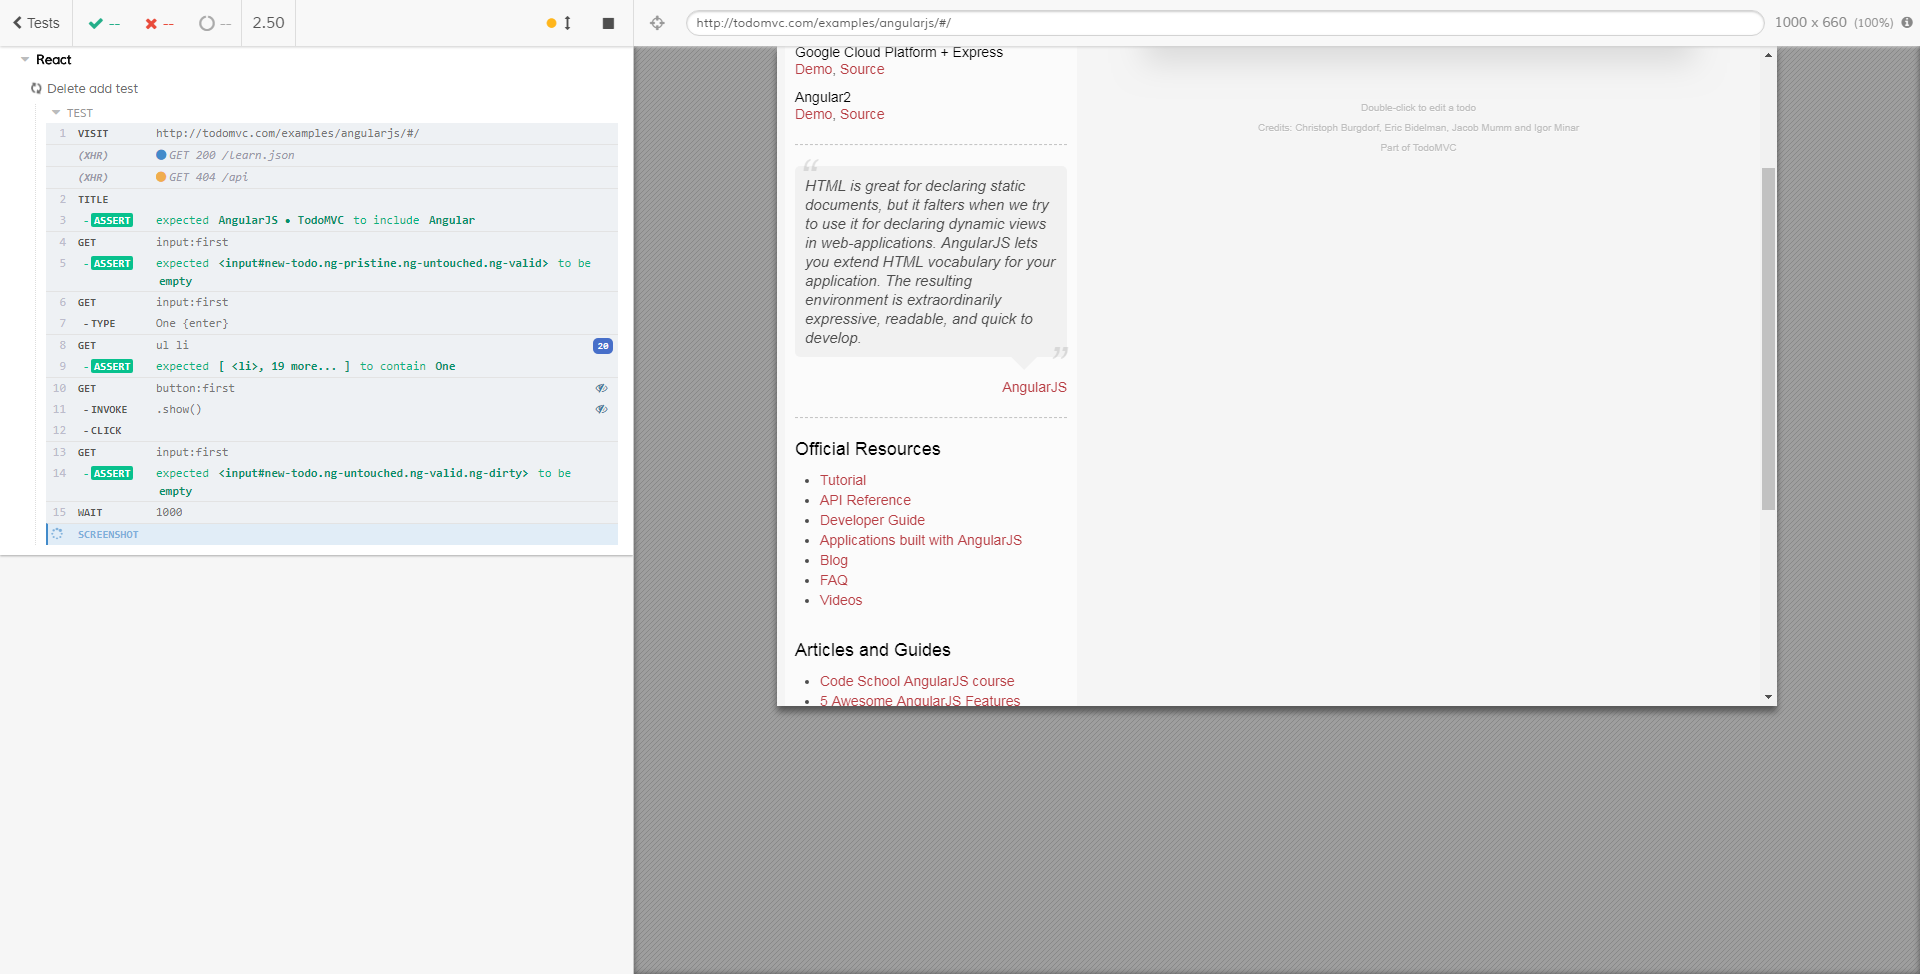 Tests -- -- -- 2.50
http://todomvc.com/examples/angularjs/#/ 1000 x 660 (100%)
React
Delete add test
TEST
1 VISIT http://todomvc.com/examples/angularjs/#/
(XHR) GET 200 /learn.json
(XHR) GET 404 /api
2 TITLE
3 -ASSERT expected AngularJS • TodoMVC to include Angular
4 GET input:first
5 -ASSERT expected <input#new-todo.ng-pristine.ng-untouched.ng-valid> to be
empty
6 GET input:first
7 -TYPE One {enter}
8 GET ul li 20
9 -ASSERT expected [ <li>, 19 more... ] to contain One
10 GET button:first
11 -INVOKE .show()
12 -CLICK
13 GET input:first
14 -ASSERT expected <input#new-todo.ng-untouched.ng-valid.ng-dirty> to be
empty
15 WAIT 1000
SCREENSHOT
Google Cloud Platform + Express
Demo, Source
Angular2
Demo, Source
“
HTML is great for declaring static
documents, but it falters when we try
to use it for declaring dynamic views
in web-applications. AngularJS lets
you extend HTML vocabulary for your
application. The resulting
environment is extraordinarily
expressive, readable, and quick to
develop.
”
AngularJS
Official Resources
• Tutorial
• API Reference
• Developer Guide
• Applications built with AngularJS
• Blog
• FAQ
• Videos
Articles and Guides
• Code School AngularJS course
• 5 Awesome AngularJS Features
Double-click to edit a todo
Credits: Christoph Burgdorf, Eric Bidelman, Jacob Mumm and Igor Minar
Part of TodoMVC